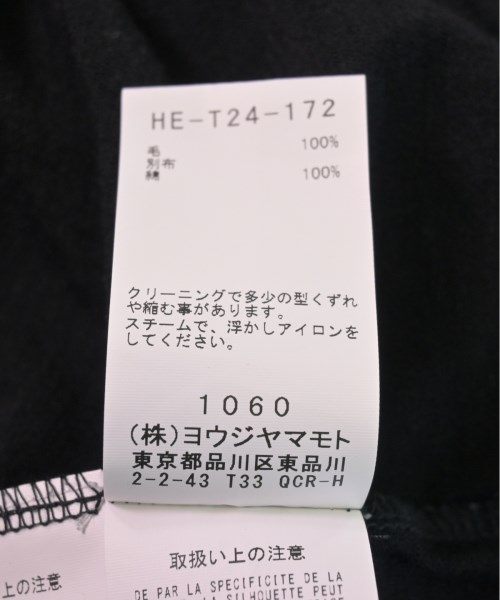 HE-T24-172
毛 100%
別布
綿 100%
クリーニングで多少の型くずれ
や縮む事があります。
スチームで、浮かしアイロンを
してください。
1060
(株)ヨウジヤマモト
東京都品川区東品川
2-2-43 T33 QCR-H
取扱い上の注意
DE PAR LA SPECIFICITE DE LA
LA SILHOUETTE PEUT
上の注意